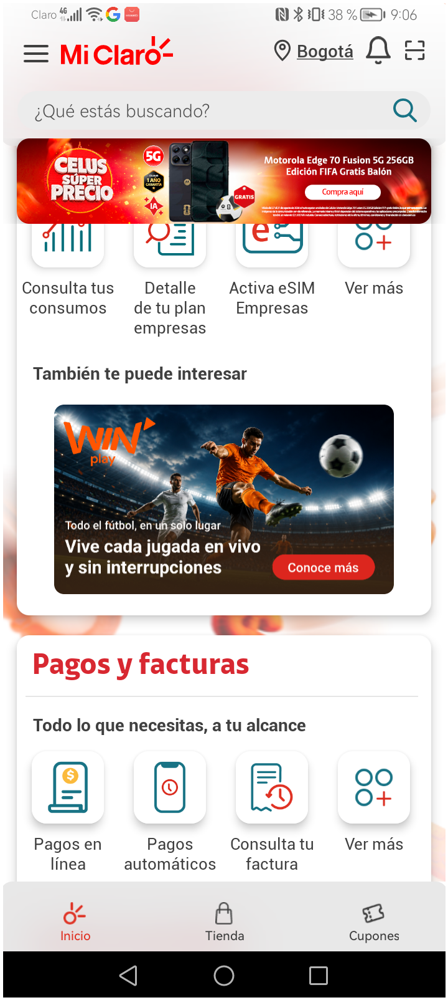 Claro 4G 38 % 9:06
Mi Claro
Bogotá
¿Qué estás buscando?
CELUS
SÚPER
PRECIO
5G
CELULARES
1 AÑO
GARANTÍA
IA
GRATIS
Motorola Edge 70 Fusion 5G 256GB
Edición FIFA Gratis Balón
Compra aquí
Consulta tus
consumos
Detalle
de tu plan
empresas
Activa eSIM
Empresas
Ver más
También te puede interesar
WIN
play
Todo el fútbol, en un solo lugar
Vive cada jugada en vivo
y sin interrupciones
Conoce más
Pagos y facturas
Todo lo que necesitas, a tu alcance
Pagos en
línea
Pagos
automáticos
Consulta tu
factura
Ver más
Inicio
Tienda
Cupones